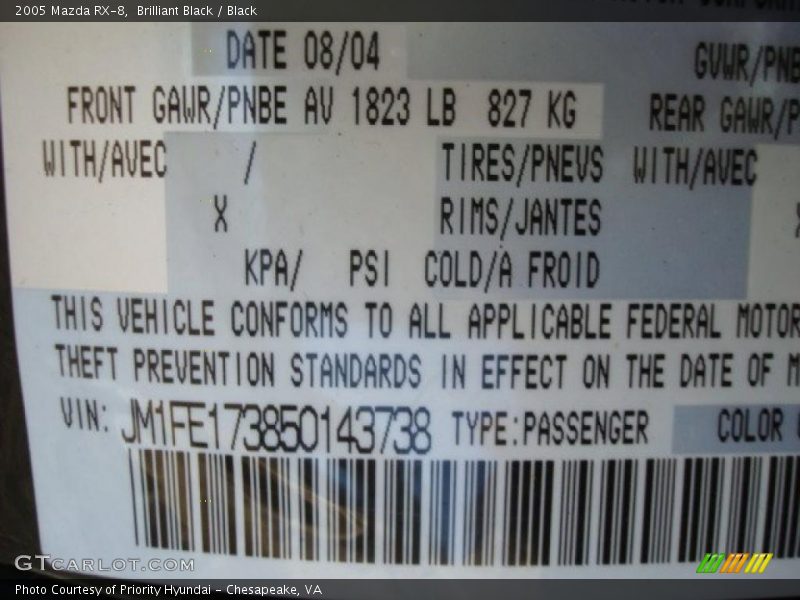 2005 Mazda RX-8,  Brilliant Black / Black
DATE 08/04 GVWR/PNB
FRONT GAWR/PNBE AV 1823 LB 827 KG REAR GAWR/P
WITH/AVEC / TIRES/PNEUS WITH/AVEC
X RIMS/JANTES
KPA/ PSI COLD/A FROID
THIS VEHICLE CONFORMS TO ALL APPLICABLE FEDERAL MOTOR
THEFT PREVENTION STANDARDS IN EFFECT ON THE DATE OF M
VIN: JM1FE173850143738 TYPE:PASSENGER COLOR
GTcarlot.com
Photo Courtesy of Priority Hyundai - Chesapeake, VA